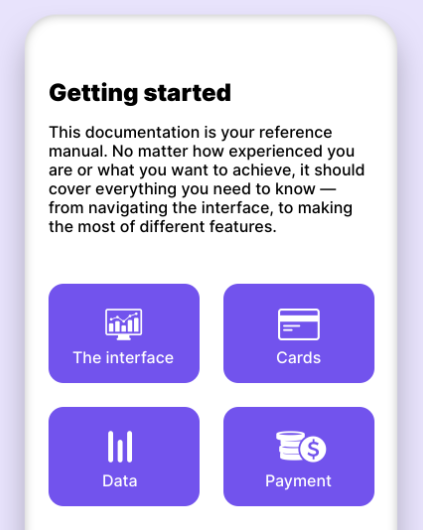 Getting started
This documentation is your reference
manual. No matter how experienced you
are or what you want to achieve, it should
cover everything you need to know —
from navigating the interface, to making
the most of different features.
The interface
Cards
Data
Payment